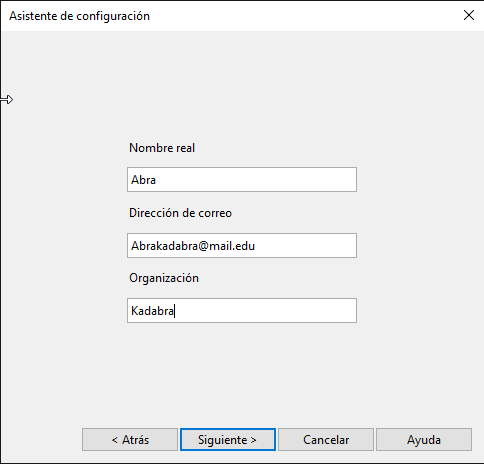 Asistente de configuración
Nombre real
Abra
Dirección de correo
Abrakadabra@mail.edu
Organización
Kadabra
< Atrás Siguiente > Cancelar Ayuda